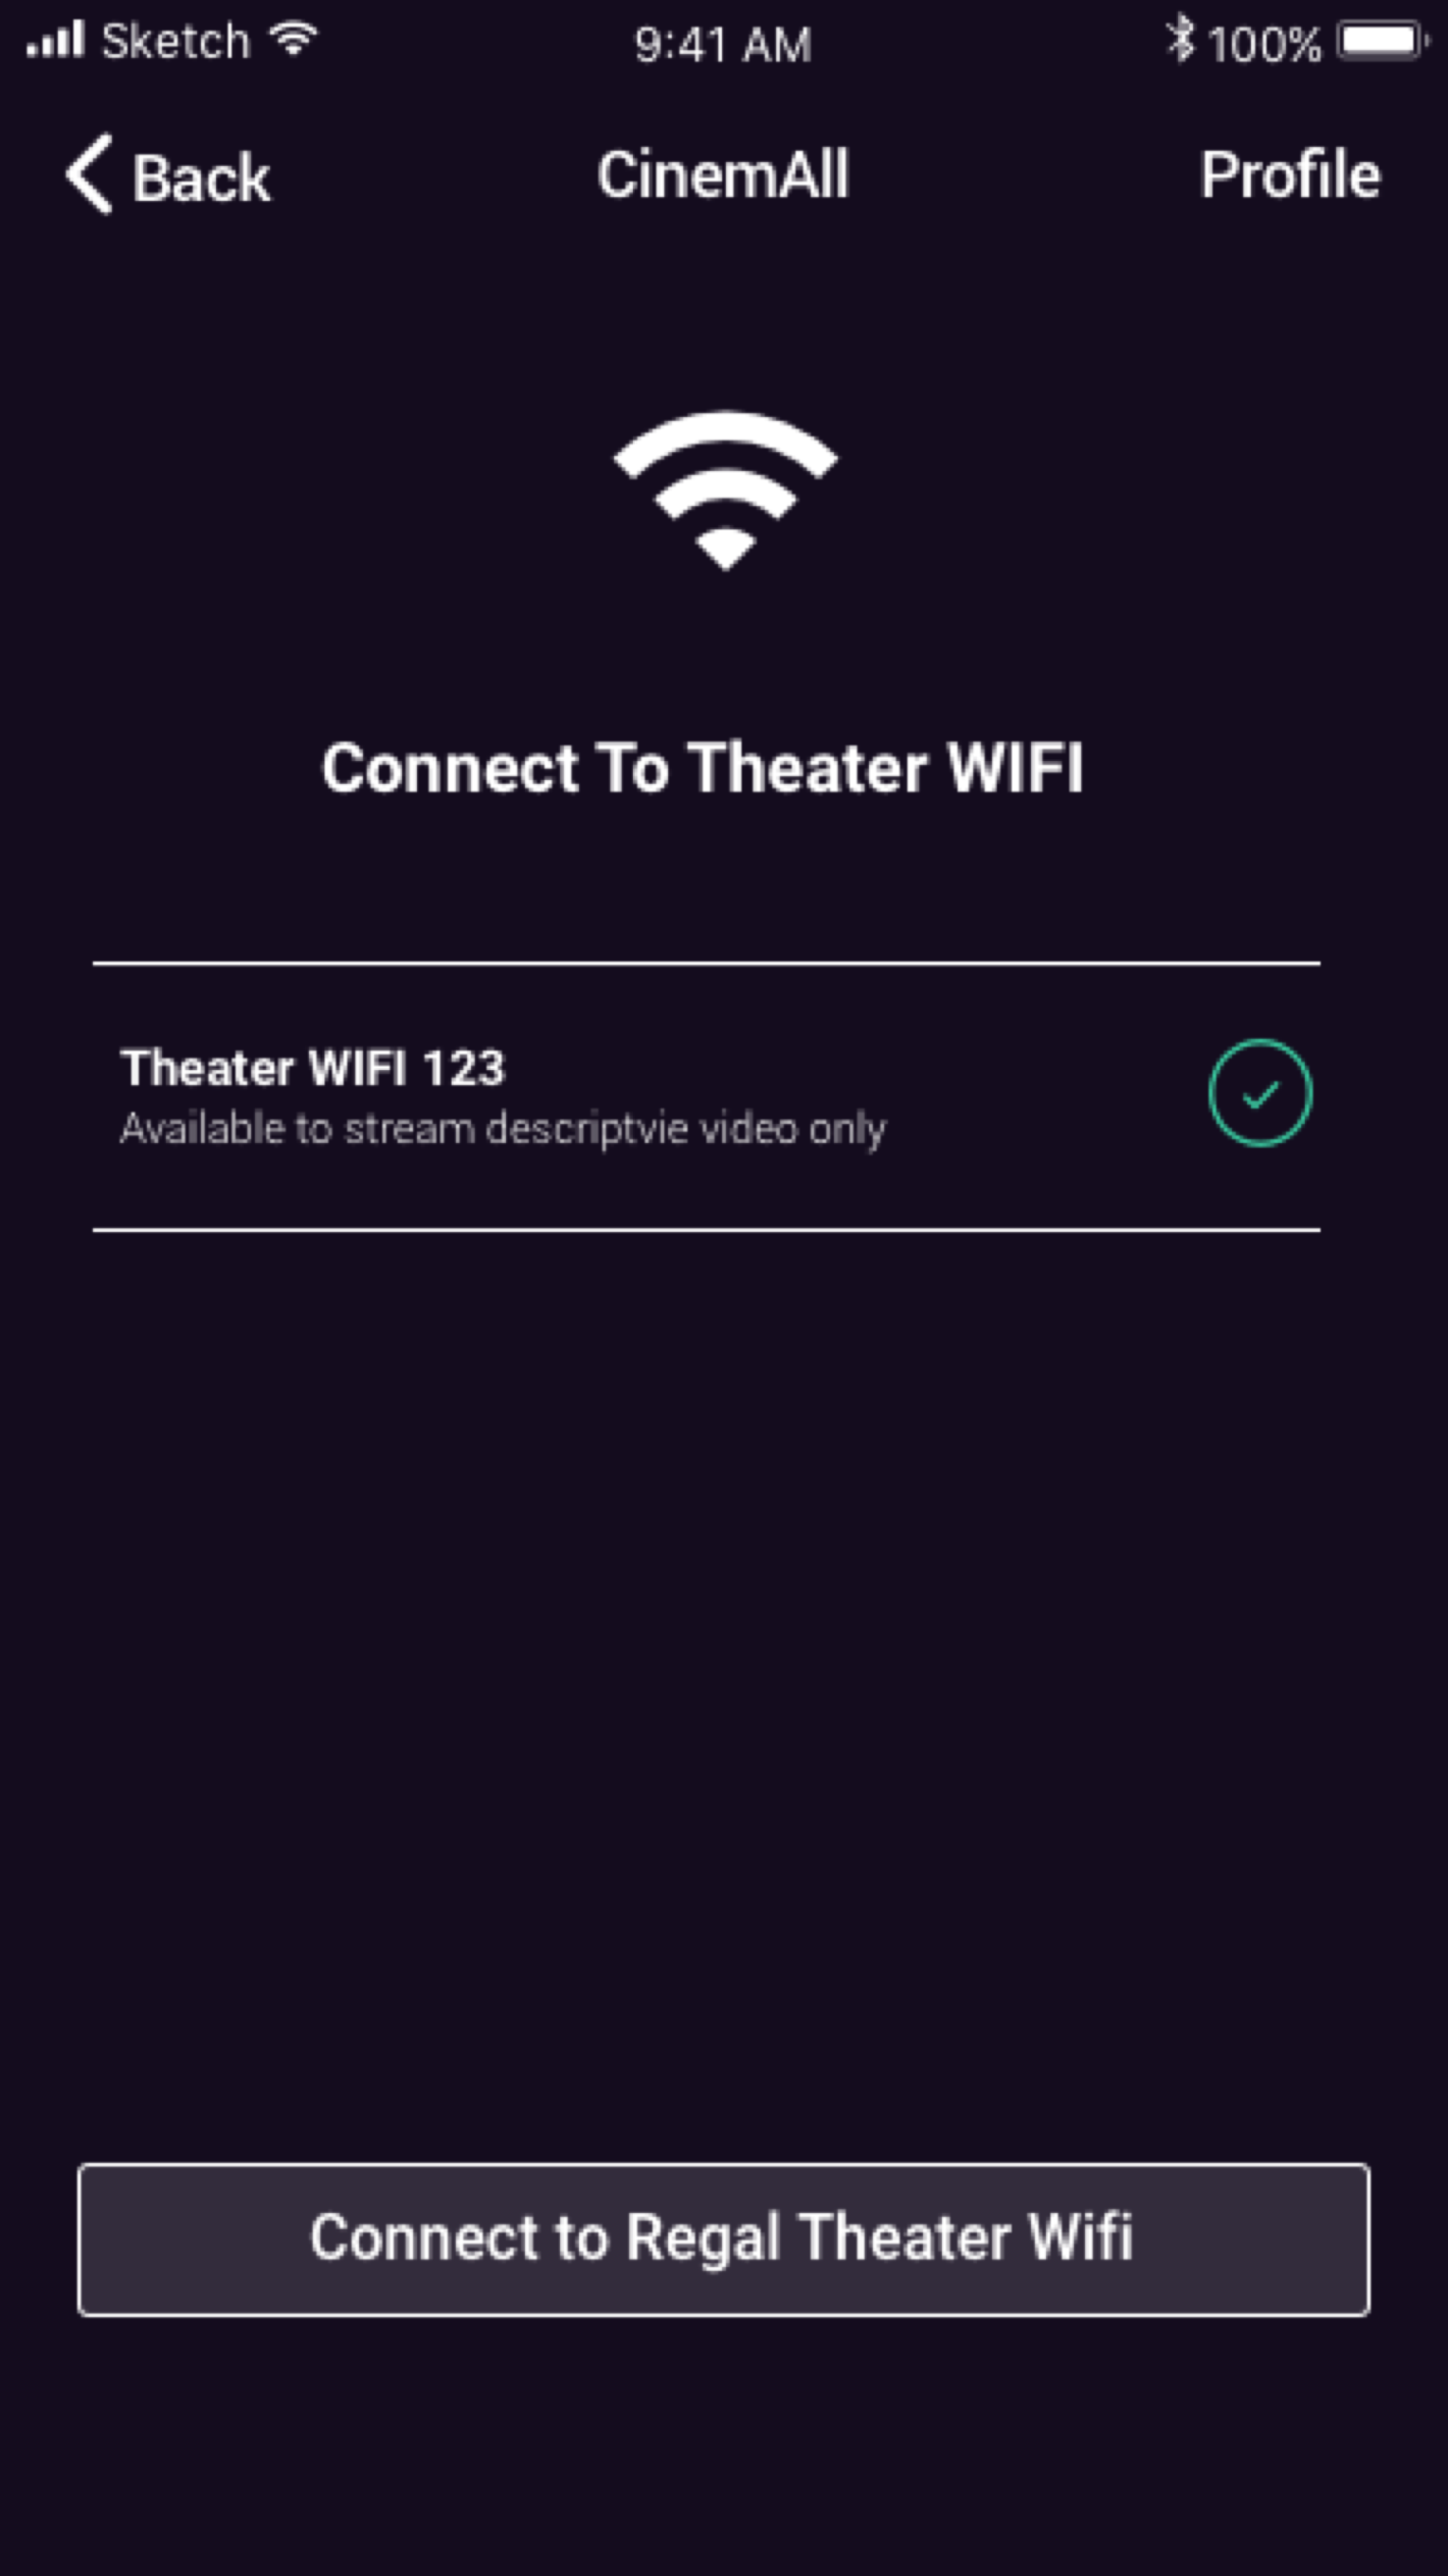 Sketch 9:41 AM 100%
Back CinemAll Profile
Connect To Theater WIFI
Theater WIFI 123
Available to stream descriptvie video only
Connect to Regal Theater Wifi